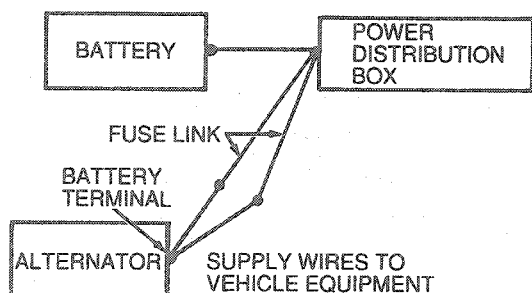 BATTERY
POWER
DISTRIBUTION
BOX
FUSE LINK
BATTERY
TERMINAL
ALTERNATOR
SUPPLY WIRES TO
VEHICLE EQUIPMENT